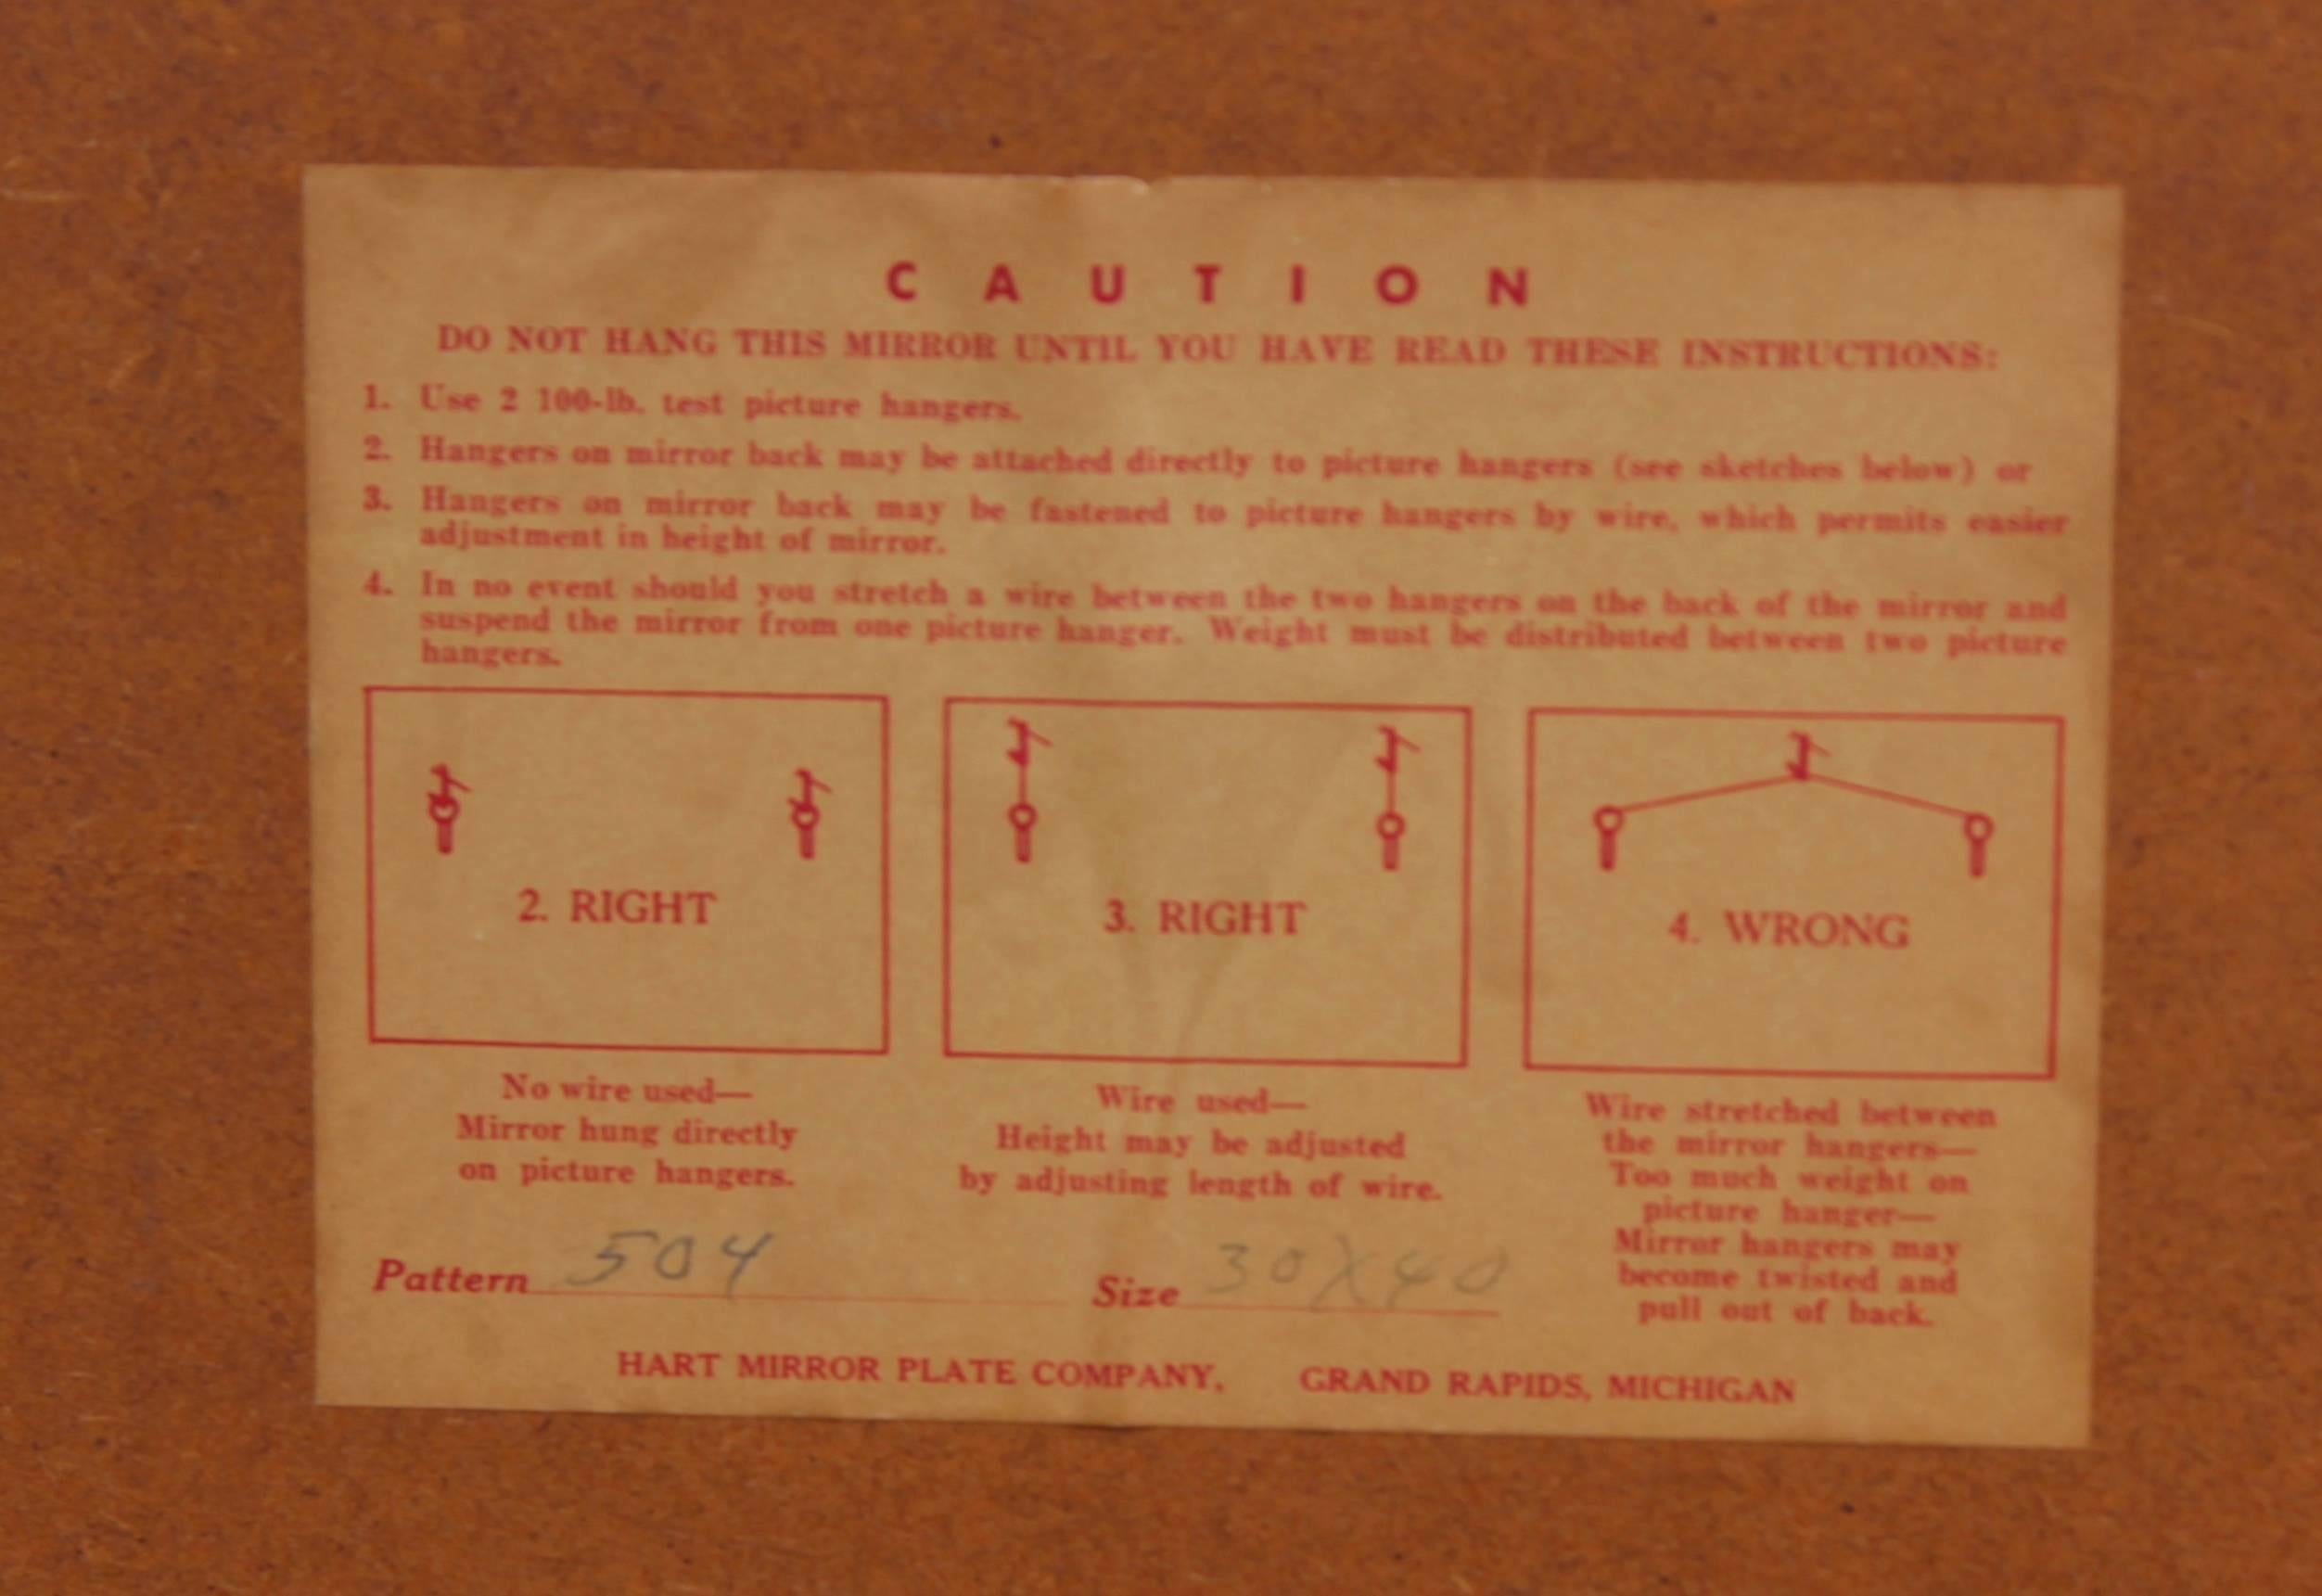 CAUTION
DO NOT HANG THIS MIRROR UNTIL YOU HAVE READ THESE INSTRUCTIONS:
1. Use 2 100-lb. test picture hangers.
2. Hangers on mirror back may be attached directly to picture hangers (see sketches below) or
3. Hangers on mirror back may be fastened to picture hangers by wire, which permits easier
adjustment in height of mirror.
4. In no event should you stretch a wire between the two hangers on the back of the mirror and
suspend the mirror from one picture hanger. Weight must be distributed between two picture
hangers.
2. RIGHT
No wire used—
Mirror hung directly
on picture hangers.
3. RIGHT
Wire used—
Height may be adjusted
by adjusting length of wire.
4. WRONG
Wire stretched between
the mirror hangers—
Too much weight on
picture hanger—
Mirror hangers may
become twisted and
pull out of back.
Pattern 504 Size 30X40
HART MIRROR PLATE COMPANY, GRAND RAPIDS, MICHIGAN